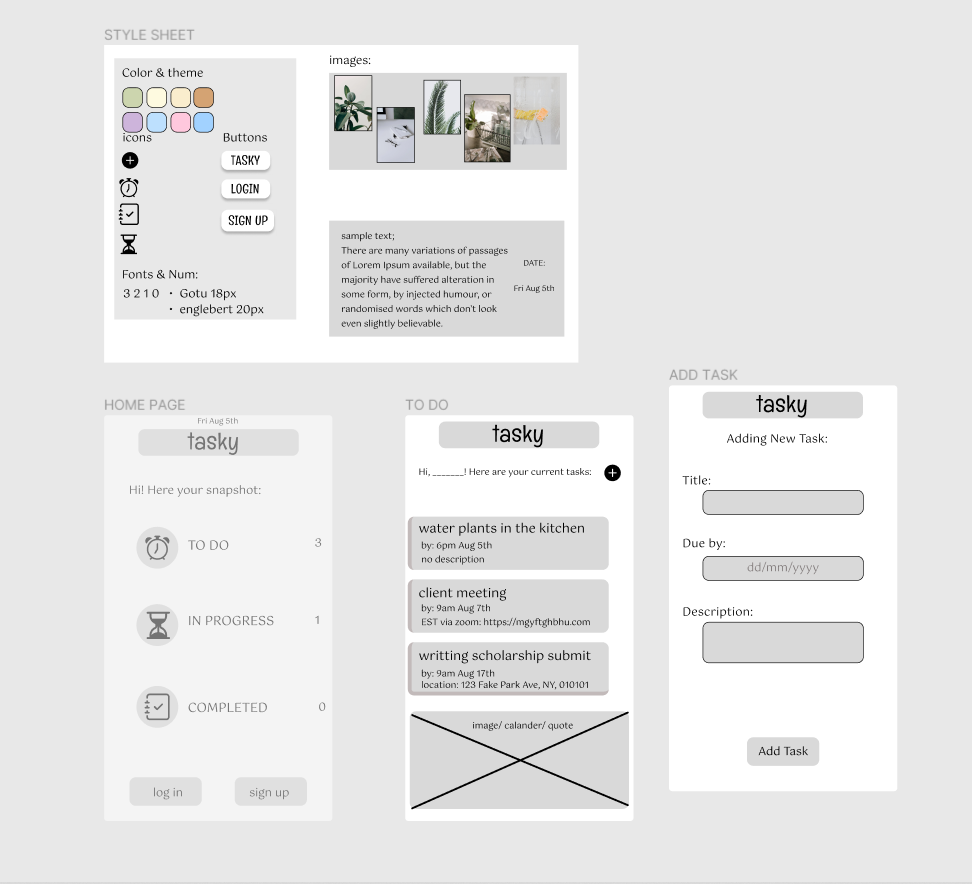 STYLE SHEET
Color & theme
icons
Buttons
TASKY
LOGIN
SIGN UP
Fonts & Num:
3 2 1 0
• Gotu 18px
• englebert 20px
images:
sample text;
There are many variations of passages
of Lorem Ipsum available, but the
majority have suffered alteration in
some form, by injected humour, or
randomised words which don't look
even slightly believable.
DATE:
Fri Aug 5th
HOME PAGE
Fri Aug 5th
tasky
Hi! Here your snapshot:
TO DO 3
IN PROGRESS 1
COMPLETED 0
log in
sign up
TO DO
tasky
Hi, _______! Here are your current tasks:
water plants in the kitchen
by: 6pm Aug 5th
no description
client meeting
by: 9am Aug 7th
EST via zoom: https://mgyftghbhu.com
writting scholarship submit
by: 9am Aug 17th
location: 123 Fake Park Ave, NY, 010101
image/ calander/ quote
ADD TASK
tasky
Adding New Task:
Title:
Due by:
dd/mm/yyyy
Description:
Add Task